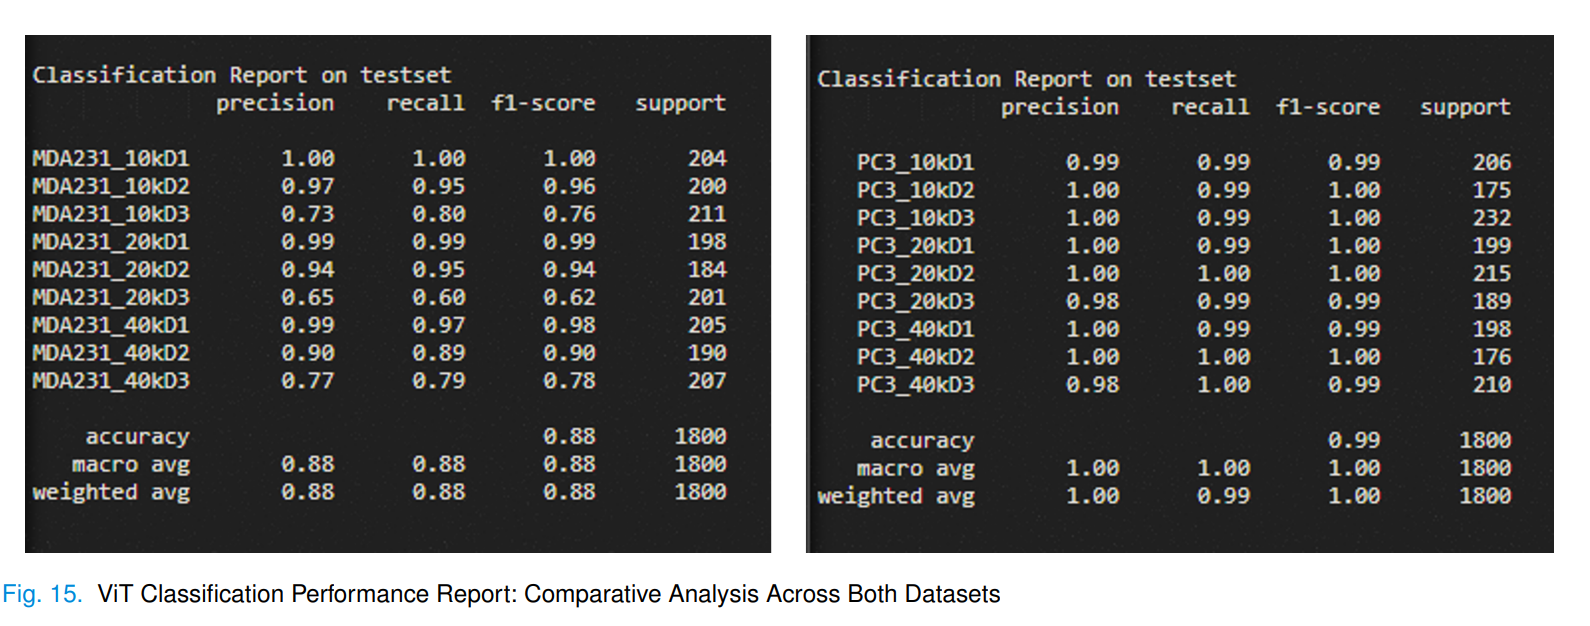 Classification Report on testset
precision recall f1-score support
MDA231_10kD1 1.00 1.00 1.00 204
MDA231_10kD2 0.97 0.95 0.96 200
MDA231_10kD3 0.73 0.80 0.76 211
MDA231_20kD1 0.99 0.99 0.99 198
MDA231_20kD2 0.94 0.95 0.94 184
MDA231_20kD3 0.65 0.60 0.62 201
MDA231_40kD1 0.99 0.97 0.98 205
MDA231_40kD2 0.90 0.89 0.90 190
MDA231_40kD3 0.77 0.79 0.78 207
accuracy 0.88 1800
macro avg 0.88 0.88 0.88 1800
weighted avg 0.88 0.88 0.88 1800
Classification Report on testset
precision recall f1-score support
PC3_10kD1 0.99 0.99 0.99 206
PC3_10kD2 1.00 0.99 1.00 175
PC3_10kD3 1.00 0.99 1.00 232
PC3_20kD1 1.00 0.99 1.00 199
PC3_20kD2 1.00 1.00 1.00 215
PC3_20kD3 0.98 0.99 0.99 189
PC3_40kD1 1.00 0.99 0.99 198
PC3_40kD2 1.00 1.00 1.00 176
PC3_40kD3 0.98 1.00 0.99 210
accuracy 0.99 1800
macro avg 1.00 1.00 1.00 1800
weighted avg 1.00 0.99 1.00 1800
Fig. 15. ViT Classification Performance Report: Comparative Analysis Across Both Datasets